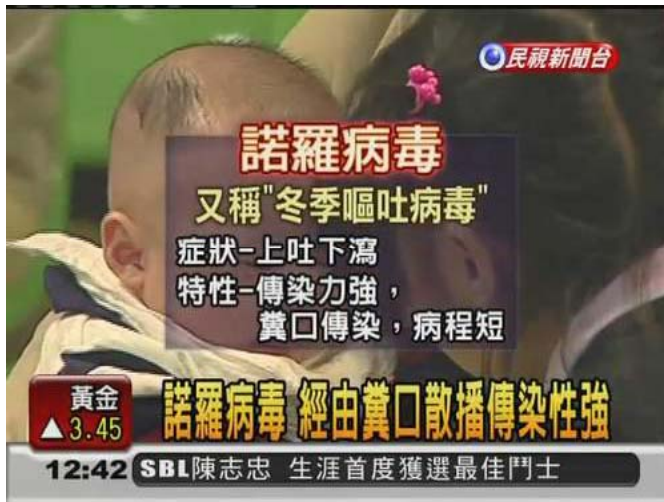 民視新聞台
諾羅病毒
又稱"冬季嘔吐病毒"
症狀-上吐下瀉
特性-傳染力強，
糞口傳染，病程短
黃金
▲3.45
諾羅病毒 經由糞口散播傳染性強
12:42 SBL陳志忠 生涯首度獲選最佳鬥士